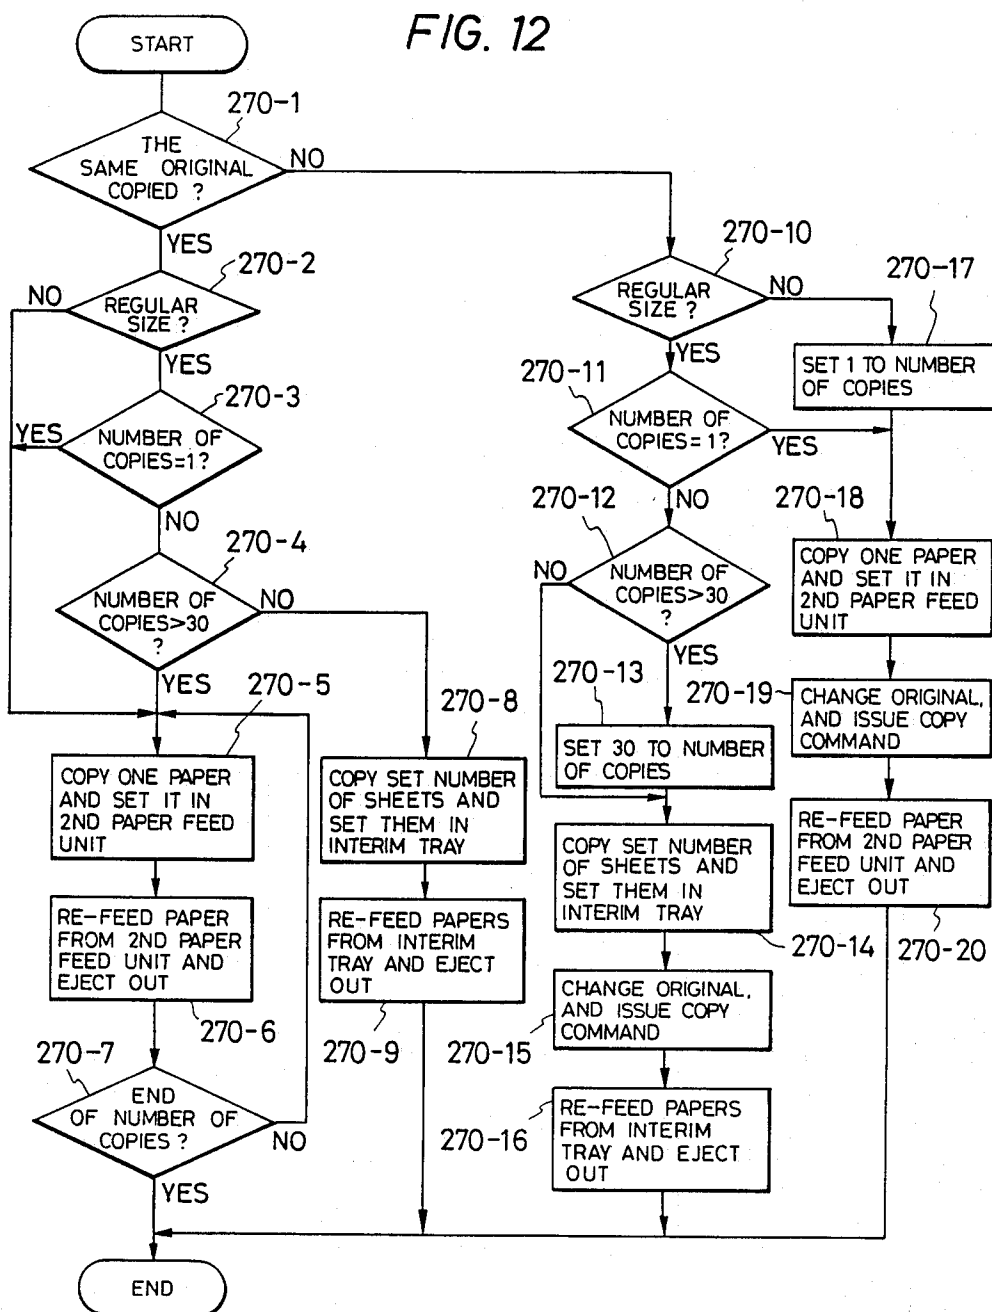 FIG. 12
START
270-1
THE
SAME ORIGINAL
COPIED ?
NO
YES
270-2
REGULAR
SIZE ?
NO
YES
270-3
NUMBER OF
COPIES=1?
YES
NO
270-4
NUMBER OF
COPIES>30
?
NO
YES
270-5
COPY ONE PAPER
AND SET IT IN
2ND PAPER FEED
UNIT
RE-FEED PAPER
FROM 2ND PAPER
FEED UNIT AND
EJECT OUT
270-6
270-7
END
OF NUMBER OF
COPIES ?
NO
YES
END
270-8
COPY SET NUMBER
OF SHEETS AND
SET THEM IN
INTERIM TRAY
RE-FEED PAPERS
FROM INTERIM
TRAY AND EJECT
OUT
270-9
270-10
REGULAR
SIZE ?
NO
YES
270-11
NUMBER OF
COPIES=1?
YES
NO
270-12
NUMBER OF
COPIES>30
?
NO
YES
270-13
SET 30 TO NUMBER
OF COPIES
COPY SET NUMBER
OF SHEETS AND
SET THEM IN
INTERIM TRAY
270-14
CHANGE ORIGINAL,
AND ISSUE COPY
COMMAND
270-15
RE-FEED PAPERS
FROM INTERIM
TRAY AND EJECT
OUT
270-16
270-17
SET 1 TO NUMBER
OF COPIES
270-18
COPY ONE PAPER
AND SET IT IN
2ND PAPER FEED
UNIT
270-19
CHANGE ORIGINAL,
AND ISSUE COPY
COMMAND
RE-FEED PAPER
FROM 2ND PAPER
FEED UNIT AND
EJECT OUT
270-20